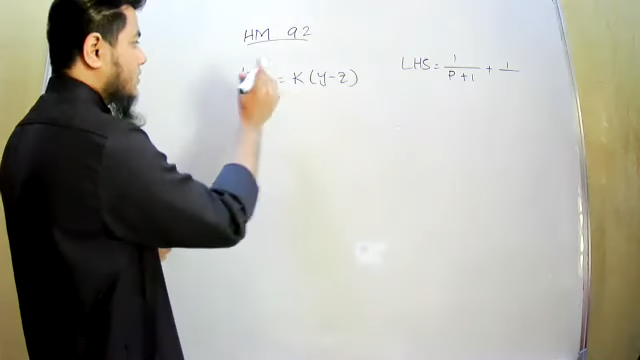 HM 92
= K (y-z)
LHS = 1/(P+1) + 1/